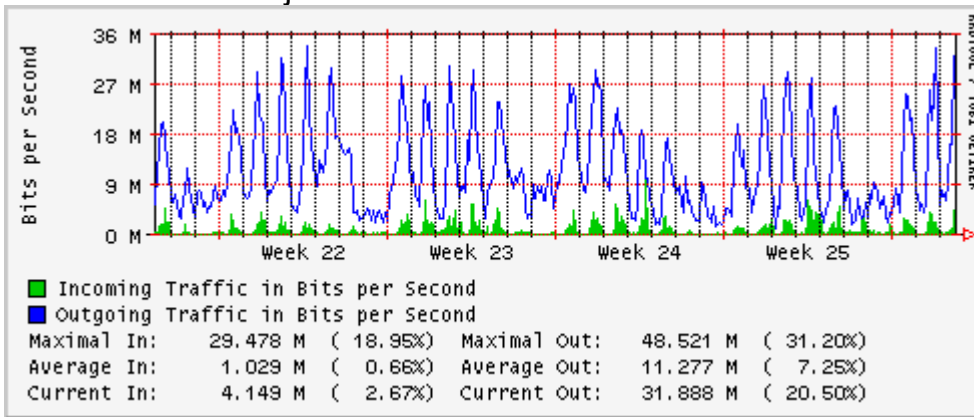 36 M
27 M
18 M
9 M
0 M
Bits per Second
Week 22 Week 23 Week 24 Week 25
Incoming Traffic in Bits per Second
Outgoing Traffic in Bits per Second
Maximal In: 29.478 M ( 18.95%) Maximal Out: 48.521 M ( 31.20%)
Average In: 1.029 M ( 0.66%) Average Out: 11.277 M ( 7.25%)
Current In: 4.149 M ( 2.67%) Current Out: 31.888 M ( 20.50%)